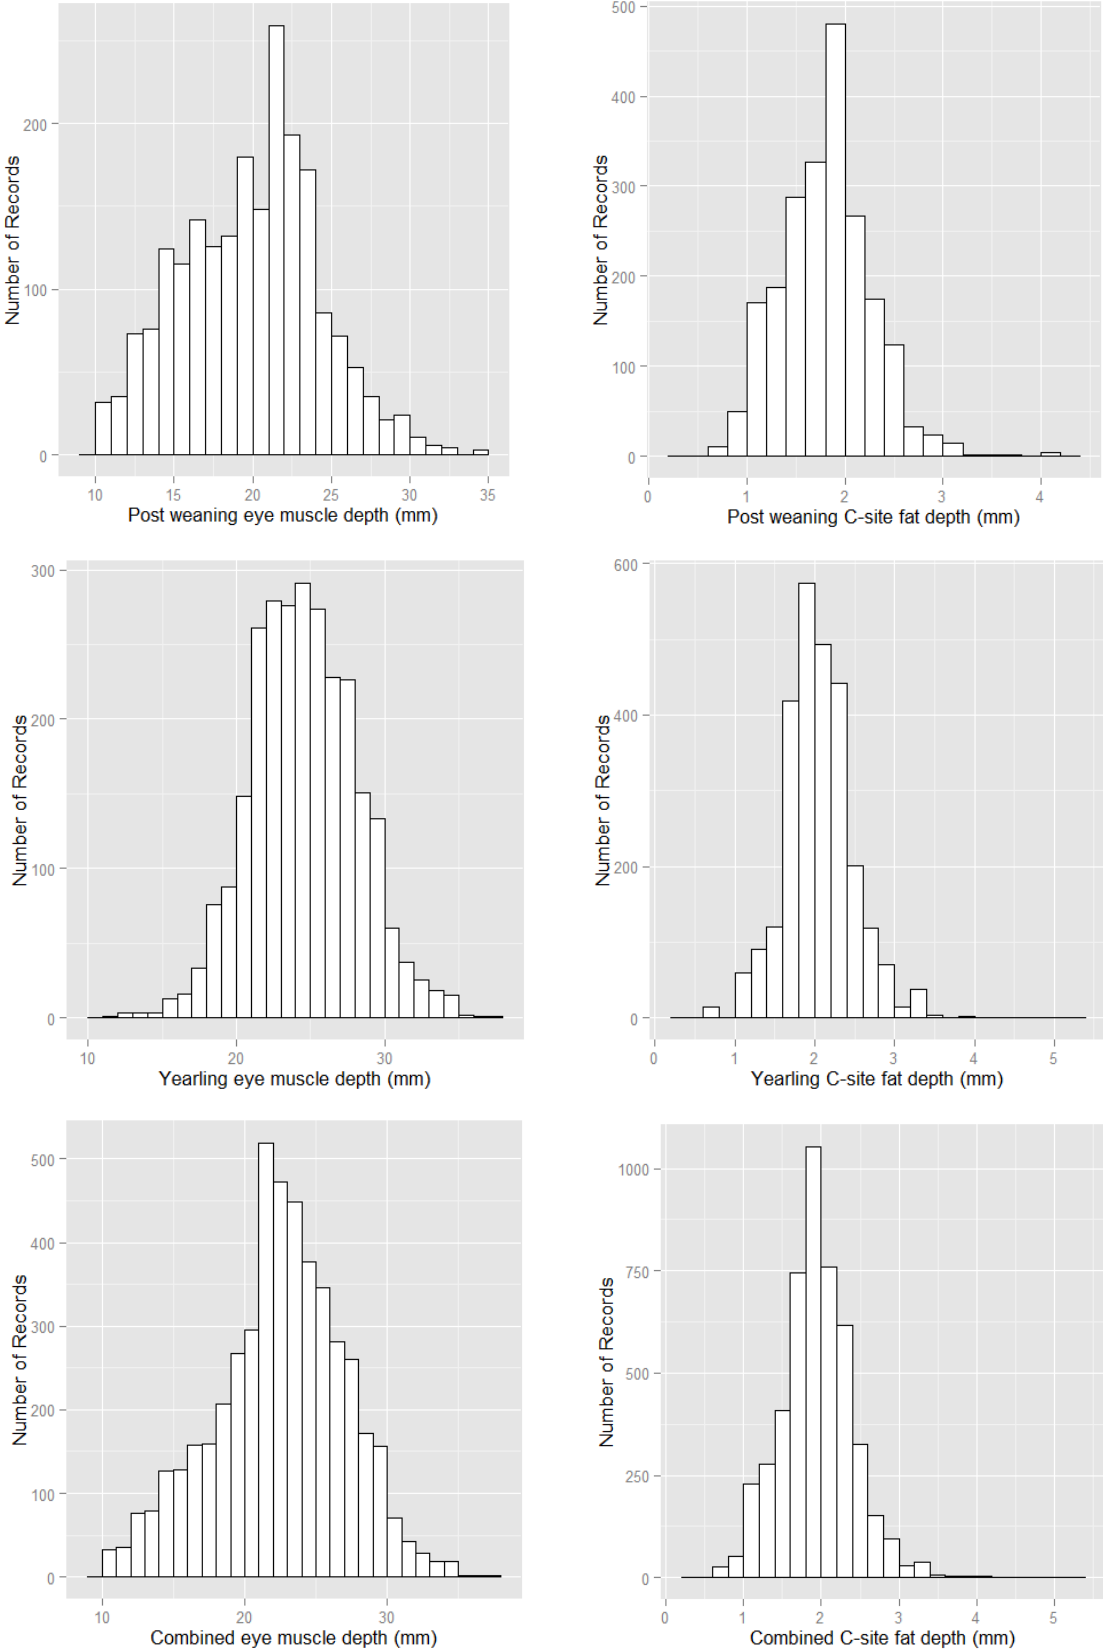 Number of Records
200
100
0
10 15 20 25 30 35
Post weaning eye muscle depth (mm)
Number of Records
500
400
300
200
100
0
0 1 2 3 4
Post weaning C-site fat depth (mm)
Number of Records
300
200
100
0
10 20 30
Yearling eye muscle depth (mm)
Number of Records
600
400
200
0
0 1 2 3 4 5
Yearling C-site fat depth (mm)
Number of Records
500
400
300
200
100
0
10 20 30
Combined eye muscle depth (mm)
Number of Records
1000
750
500
250
0
0 1 2 3 4 5
Combined C-site fat depth (mm)